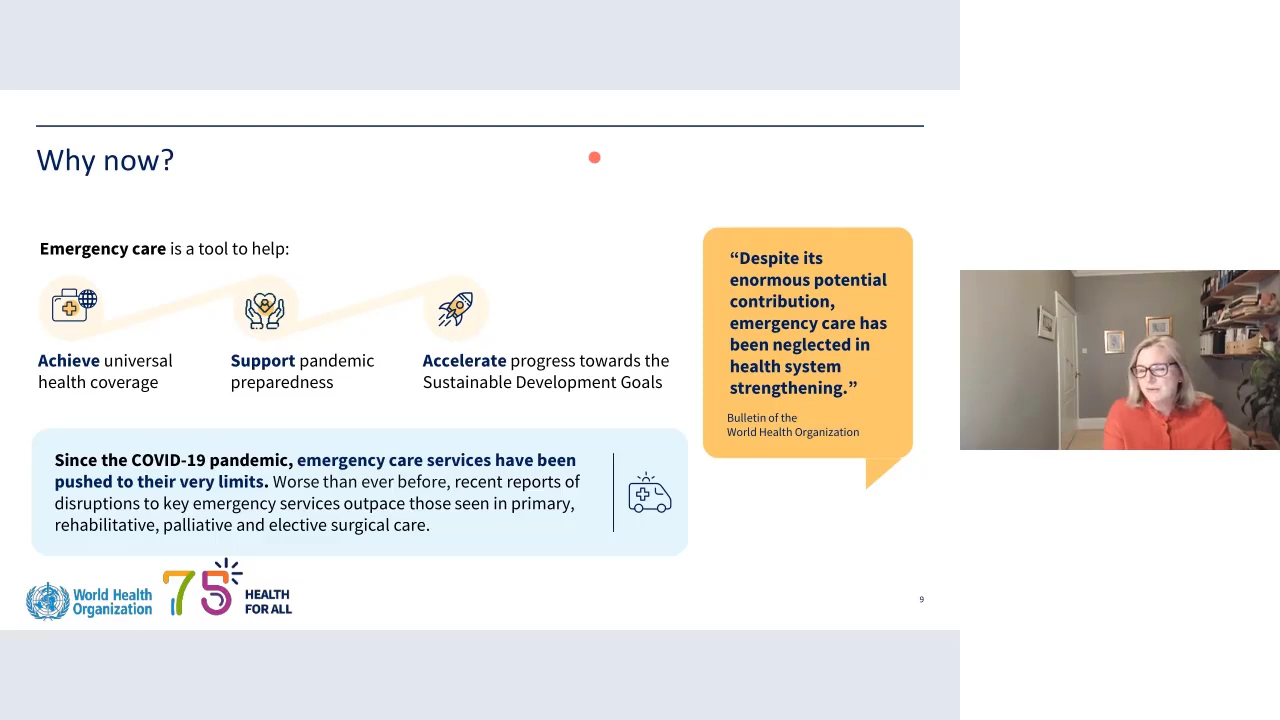 Why now?
Emergency care is a tool to help:
Achieve universal
health coverage
Support pandemic
preparedness
Accelerate progress towards the
Sustainable Development Goals
“Despite its
enormous potential
contribution,
emergency care has
been neglected in
health system
strengthening.”
Bulletin of the
World Health Organization
Since the COVID-19 pandemic, emergency care services have been
pushed to their very limits. Worse than ever before, recent reports of
disruptions to key emergency services outpace those seen in primary,
rehabilitative, palliative and elective surgical care.
World Health
Organization
75
HEALTH
FOR ALL
9